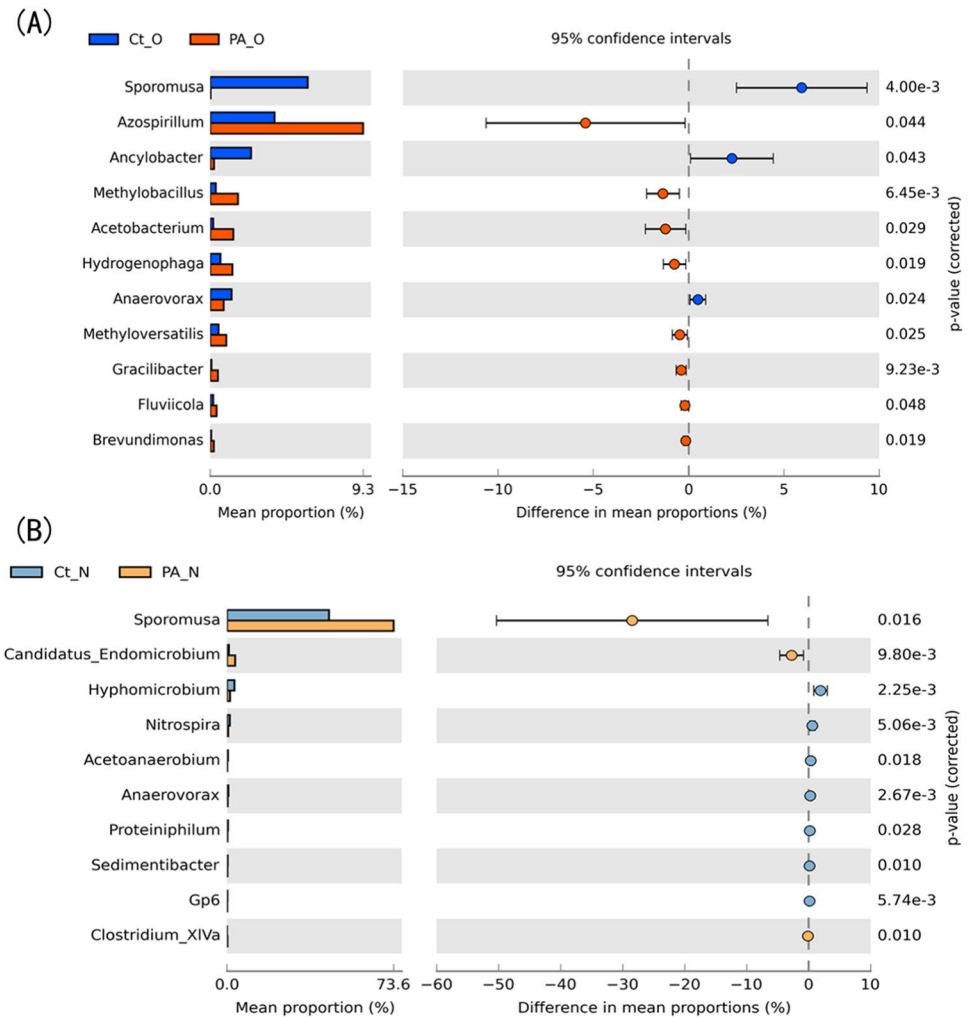 (A)
Ct_O PA_O 95% confidence intervals
Sporomusa 4.00e-3
Azospirillum 0.044
Ancylobacter 0.043
Methylobacillus 6.45e-3
Acetobacterium 0.029
Hydrogenophaga 0.019
Anaerovorax 0.024
Methyloversatilis 0.025
Gracilibacter 9.23e-3
Fluviicola 0.048
Brevundimonas 0.019
p-value (corrected)
0.0 9.3 −15 −10 −5 0 5 10
Mean proportion (%) Difference in mean proportions (%)
(B)
Ct_N PA_N 95% confidence intervals
Sporomusa 0.016
Candidatus_Endomicrobium 9.80e-3
Hyphomicrobium 2.25e-3
Nitrospira 5.06e-3
Acetoanaerobium 0.018
Anaerovorax 2.67e-3
Proteiniphilum 0.028
Sedimentibacter 0.010
Gp6 5.74e-3
Clostridium_XlVa 0.010
p-value (corrected)
0.0 73.6 −60 −50 −40 −30 −20 −10 0 10
Mean proportion (%) Difference in mean proportions (%)